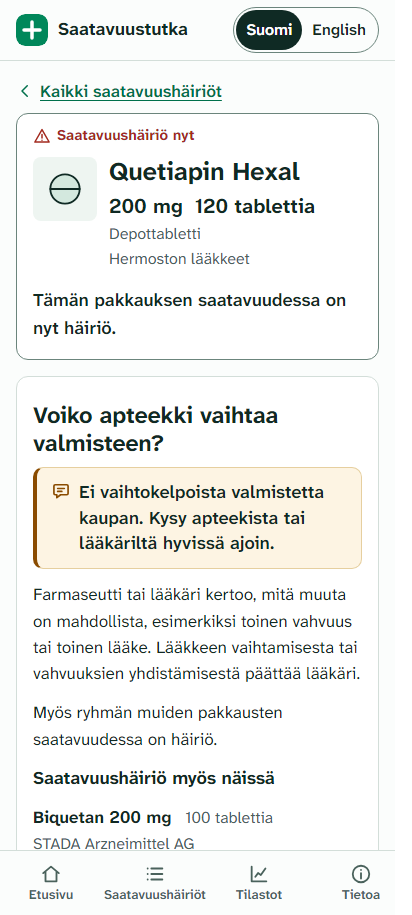 Saatavuustutka
Suomi English
Kaikki saatavuushäiriöt
Saatavuushäiriö nyt
Quetiapin Hexal
200 mg 120 tablettia
Depottabletti
Hermoston lääkkeet
Tämän pakkauksen saatavuudessa on
nyt häiriö.
Voiko apteekki vaihtaa
valmisteen?
Ei vaihtokelpoista valmistetta
kaupan. Kysy apteekista tai
lääkäriltä hyvissä ajoin.
Farmaseutti tai lääkäri kertoo, mitä muuta
on mahdollista, esimerkiksi toinen vahvuus
tai toinen lääke. Lääkkeen vaihtamisesta tai
vahvuuksien yhdistämisestä päättää lääkäri.
Myös ryhmän muiden pakkausten
saatavuudessa on häiriö.
Saatavuushäiriö myös näissä
Biquetan 200 mg 100 tablettia
STADA Arzneimittel AG
Etusivu Saatavuushäiriöt Tilastot Tietoa